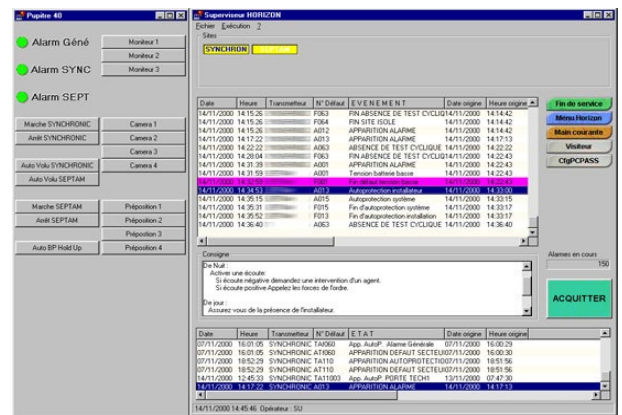 Pupitre 40
Alarm Géné
Alarm SYNC
Alarm SEPT
Moniteur 1
Moniteur 2
Moniteur 3
Marche SYNCHRONIC
Arrêt SYNCHRONIC
Auto Volu SYNCHRONIC
Auto Volu SEPTAM
Camera 1
Camera 2
Camera 3
Camera 4
Marche SEPTAM
Arrêt SEPTAM
Auto BP Hold Up
Préposition 1
Préposition 2
Préposition 3
Préposition 4
Superviseur HORIZON
Fichier Exécution ?
Sites
SYNCHRON SEPTAM
Date Heure Transmetteur N° Défaut EVENEMENT Date origine Heure origine
14/11/2000 14:15:26 F063 FIN ABSENCE DE TEST CYCLIQ 14/11/2000 14:14:42
14/11/2000 14:15:26 F064 FIN SITE ISOLE 14/11/2000 14:14:42
14/11/2000 14:15:26 A012 APPARITION ALARME 14/11/2000 14:14:42
14/11/2000 14:17:22 A013 APPARITION ALARME 14/11/2000 14:17:13
14/11/2000 14:22:22 A063 ABSENCE DE TEST CYCLIQUE 14/11/2000 14:22:22
14/11/2000 14:28:04 F063 FIN ABSENCE DE TEST CYCLIQ 14/11/2000 14:22:43
14/11/2000 14:31:39 A001 APPARITION ALARME 14/11/2000 14:22:43
14/11/2000 14:31:59 A001 Tension batterie basse 14/11/2000 14:22:43
14/11/2000 14:32:59 F001 Fin défaut tension basse 14/11/2000 14:22:43
14/11/2000 14:34:53 A013 Autoprotection installateur 14/11/2000 14:33:00
14/11/2000 14:35:15 A015 Autoprotection système 14/11/2000 14:33:15
14/11/2000 14:35:31 F015 Fin d'autoprotection système 14/11/2000 14:33:17
14/11/2000 14:35:52 F013 Fin d'autoprotection installation 14/11/2000 14:33:17
14/11/2000 14:36:40 A063 ABSENCE DE TEST CYCLIQUE 14/11/2000 14:36:40
Fin de service
Menu Horizon
Main courante
Visiteur
CfgPCPASS
Consigne
De Nuit :
Activer une écoute:
Si écoute négative demandez une intervention d'un agent.
Si écoute positive Appelez les forces de l'ordre.
De jour :
Assurez vous de la présence de l'installateur.
Alarmes en cours
150
ACQUITTER
Date Heure Transmetteur N° Défaut ETAT Date origine Heure origine
07/11/2000 16:01:05 SYNCHRONIC TAI060 App. AutoP. Alarme Générale 07/11/2000 16:00:29
07/11/2000 16:01:05 SYNCHRONIC ATI060 APPARITION DEFAUT SECTEU 07/11/2000 16:00:30
07/11/2000 18:52:29 SYNCHRONIC TA110 APPARITION AUTOPROTECTIO 07/11/2000 18:51:56
07/11/2000 18:52:29 SYNCHRONIC AT110 APPARITION DEFAUT SECTEU 07/11/2000 18:51:56
14/11/2000 12:45:33 SYNCHRONIC TA11003 App. AutoP. PORTE TECH1 13/11/2000 07:47:30
14/11/2000 14:17:22 SYNCHRONIC A013 APPARITION ALARME 14/11/2000 14:17:13
14/11/2000 14:45:46 Opérateur : SU